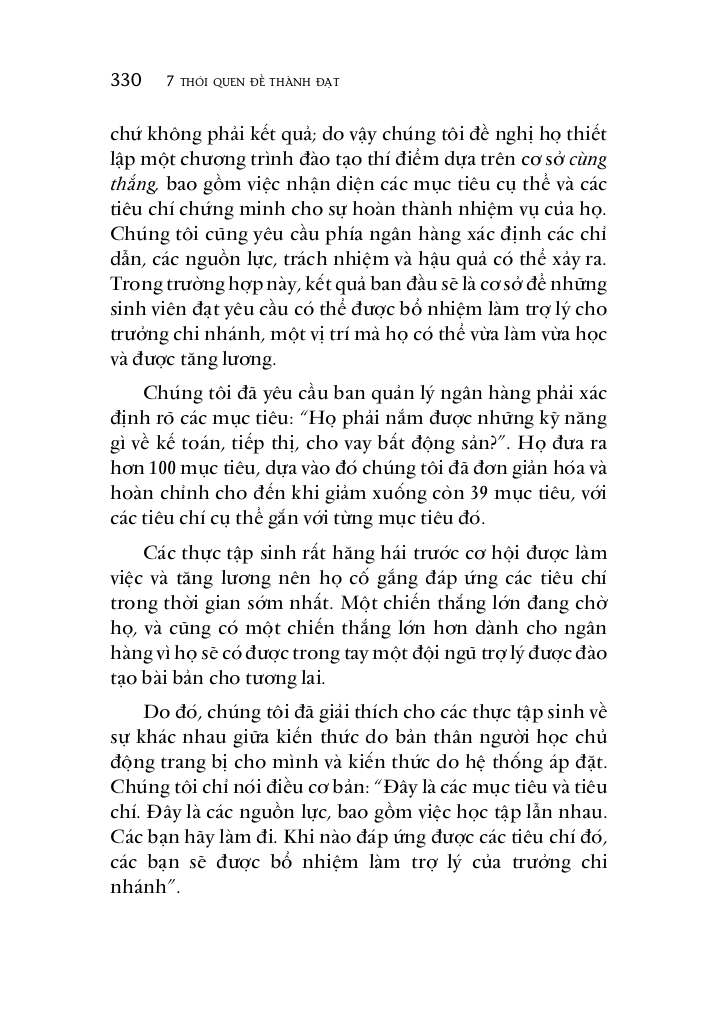 330 7 THÓI QUEN ĐỂ THÀNH ĐẠT
chứ không phải kết quả; do vậy chúng tôi đề nghị họ thiết
lập một chương trình đào tạo thí điểm dựa trên cơ sở cùng
thắng, bao gồm việc nhận diện các mục tiêu cụ thể và các
tiêu chí chứng minh cho sự hoàn thành nhiệm vụ của họ.
Chúng tôi cũng yêu cầu phía ngân hàng xác định các chỉ
dẫn, các nguồn lực, trách nhiệm và hậu quả có thể xảy ra.
Trong trường hợp này, kết quả ban đầu sẽ là cơ sở để những
sinh viên đạt yêu cầu có thể được bổ nhiệm làm trợ lý cho
trưởng chi nhánh, một vị trí mà họ có thể vừa làm vừa học
và được tăng lương.
Chúng tôi đã yêu cầu ban quản lý ngân hàng phải xác
định rõ các mục tiêu: “Họ phải nắm được những kỹ năng
gì về kế toán, tiếp thị, cho vay bất động sản?”. Họ đưa ra
hơn 100 mục tiêu, dựa vào đó chúng tôi đã đơn giản hóa và
hoàn chỉnh cho đến khi giảm xuống còn 39 mục tiêu, với
các tiêu chí cụ thể gắn với từng mục tiêu đó.
Các thực tập sinh rất hăng hái trước cơ hội được làm
việc và tăng lương nên họ cố gắng đáp ứng các tiêu chí
trong thời gian sớm nhất. Một chiến thắng lớn đang chờ
họ, và cũng có một chiến thắng lớn hơn dành cho ngân
hàng vì họ sẽ có được trong tay một đội ngũ trợ lý được đào
tạo bài bản cho tương lai.
Do đó, chúng tôi đã giải thích cho các thực tập sinh về
sự khác nhau giữa kiến thức do bản thân người học chủ
động trang bị cho mình và kiến thức do hệ thống áp đặt.
Chúng tôi chỉ nói điều cơ bản: “Đây là các mục tiêu và tiêu
chí. Đây là các nguồn lực, bao gồm việc học tập lẫn nhau.
Các bạn hãy làm đi. Khi nào đáp ứng được các tiêu chí đó,
các bạn sẽ được bổ nhiệm làm trợ lý của trưởng chi
nhánh”.